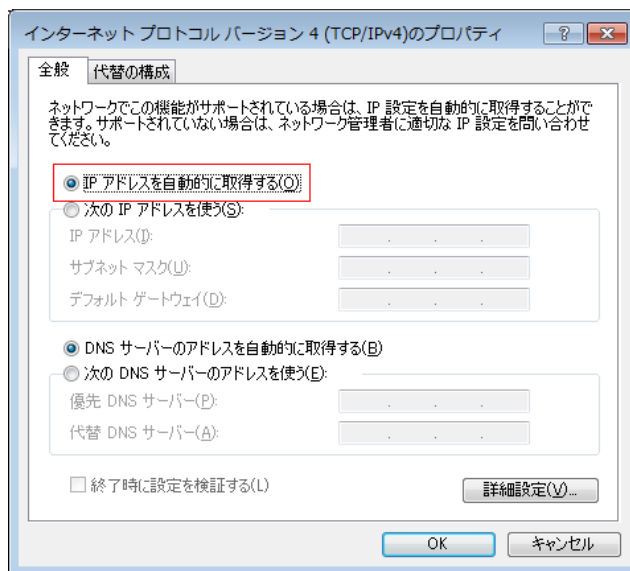 インターネット プロトコル バージョン 4 (TCP/IPv4)のプロパティ
全般
代替の構成
ネットワークでこの機能がサポートされている場合は、IP 設定を自動的に取得することがで
きます。サポートされていない場合は、ネットワーク管理者に適切な IP 設定を問い合わせ
てください。
IP アドレスを自動的に取得する(O)
次の IP アドレスを使う(S):
IP アドレス(I):
サブネット マスク(U):
デフォルト ゲートウェイ(D):
DNS サーバーのアドレスを自動的に取得する(B)
次の DNS サーバーのアドレスを使う(E):
優先 DNS サーバー(P):
代替 DNS サーバー(A):
終了時に設定を検証する(L)
詳細設定(V)...
OK
キャンセル